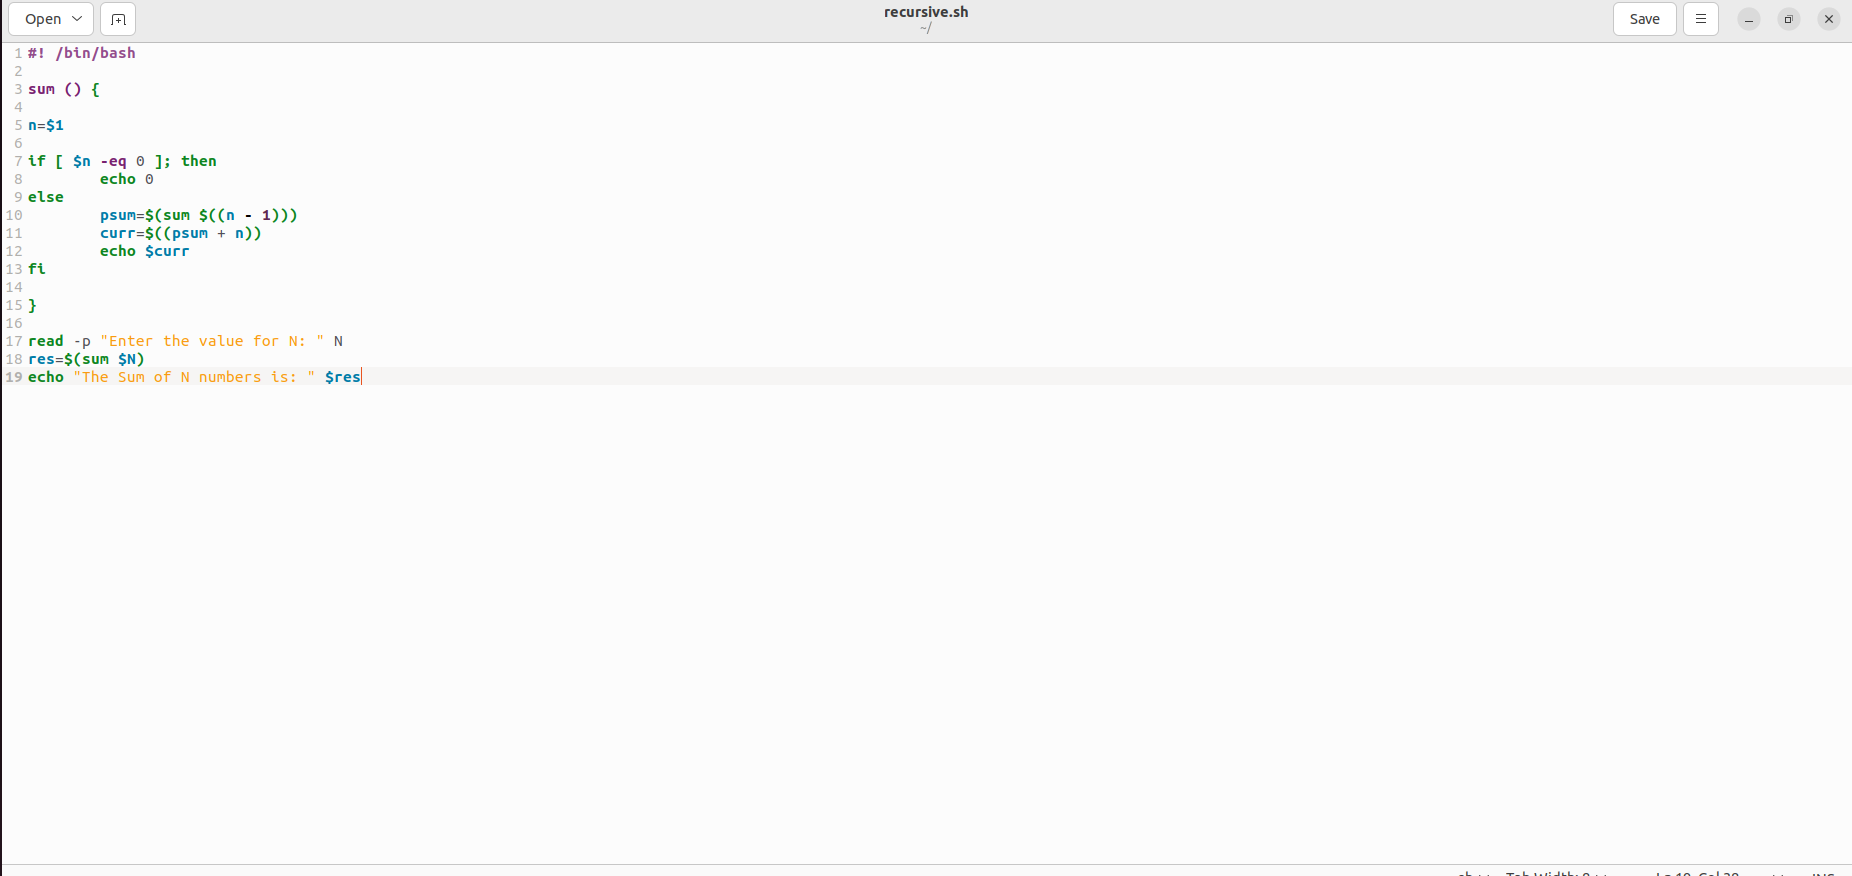 Open
recursive.sh
~/
Save
1 #! /bin/bash
2
3 sum () {
4
5 n=$1
6
7 if [ $n -eq 0 ]; then
8         echo 0
9 else
10         psum=$(sum $((n - 1)))
11         curr=$((psum + n))
12         echo $curr
13 fi
14
15 }
16
17 read -p "Enter the value for N: " N
18 res=$(sum $N)
19 echo "The Sum of N numbers is: " $res